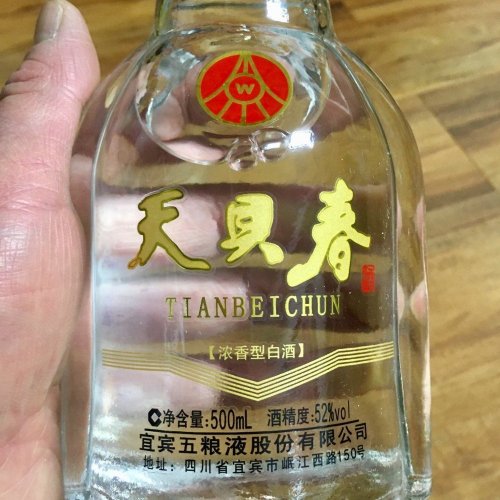 W
天贝春
TIANBEICHUN
【浓香型白酒】
净含量:500mL 酒精度:52%vol
宜宾五粮液股份有限公司
地址: 四川省宜宾市岷江西路150号